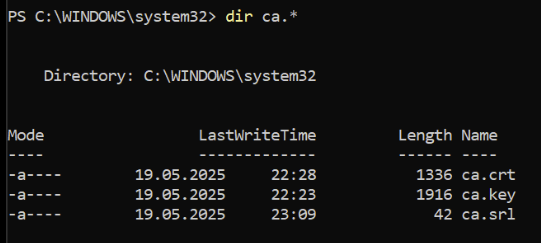 PS C:\WINDOWS\system32> dir ca.*
Directory: C:\WINDOWS\system32
Mode LastWriteTime Length Name
---- ------------- ------ ----
-a---- 19.05.2025 22:28 1336 ca.crt
-a---- 19.05.2025 22:23 1916 ca.key
-a---- 19.05.2025 23:09 42 ca.srl